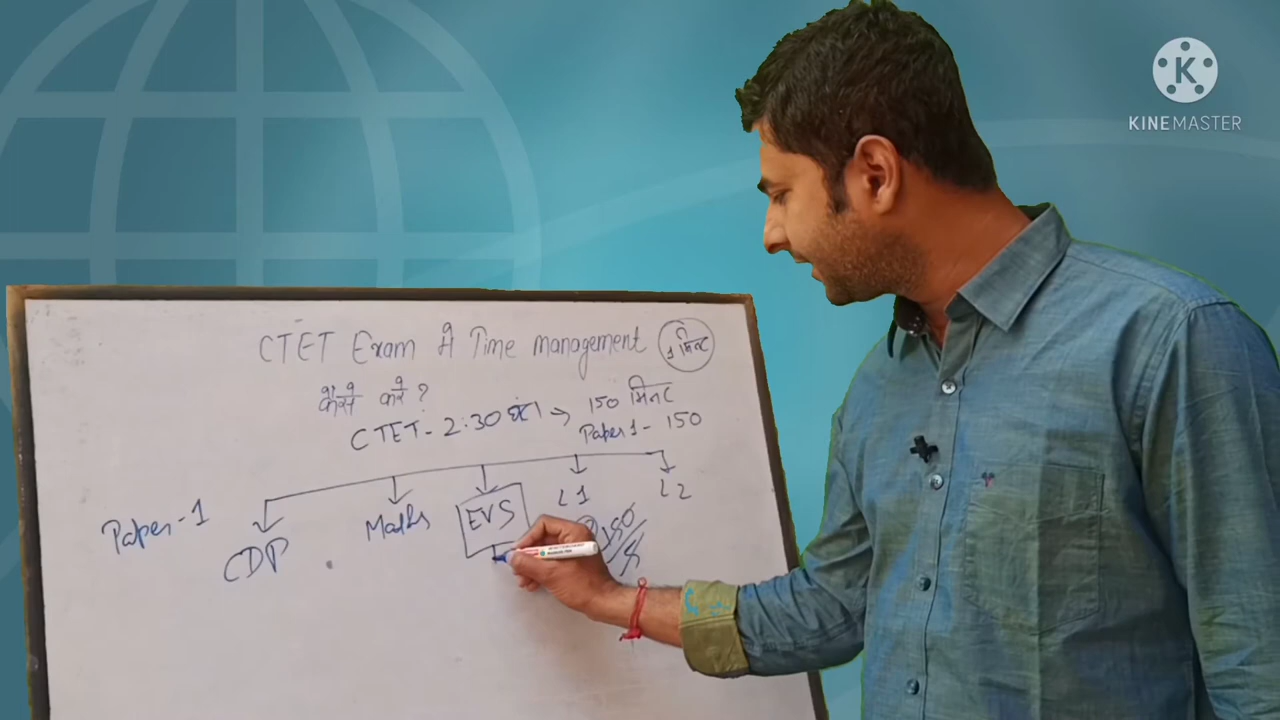 KINEMASTER
CTET Exam में Time management
1 मिनट
कैसे करें ?
CTET - 2:30 घंटा → 150 मिनट
Paper 1 - 150
Paper - 1
CDP
Maths
EVS
L1
L2